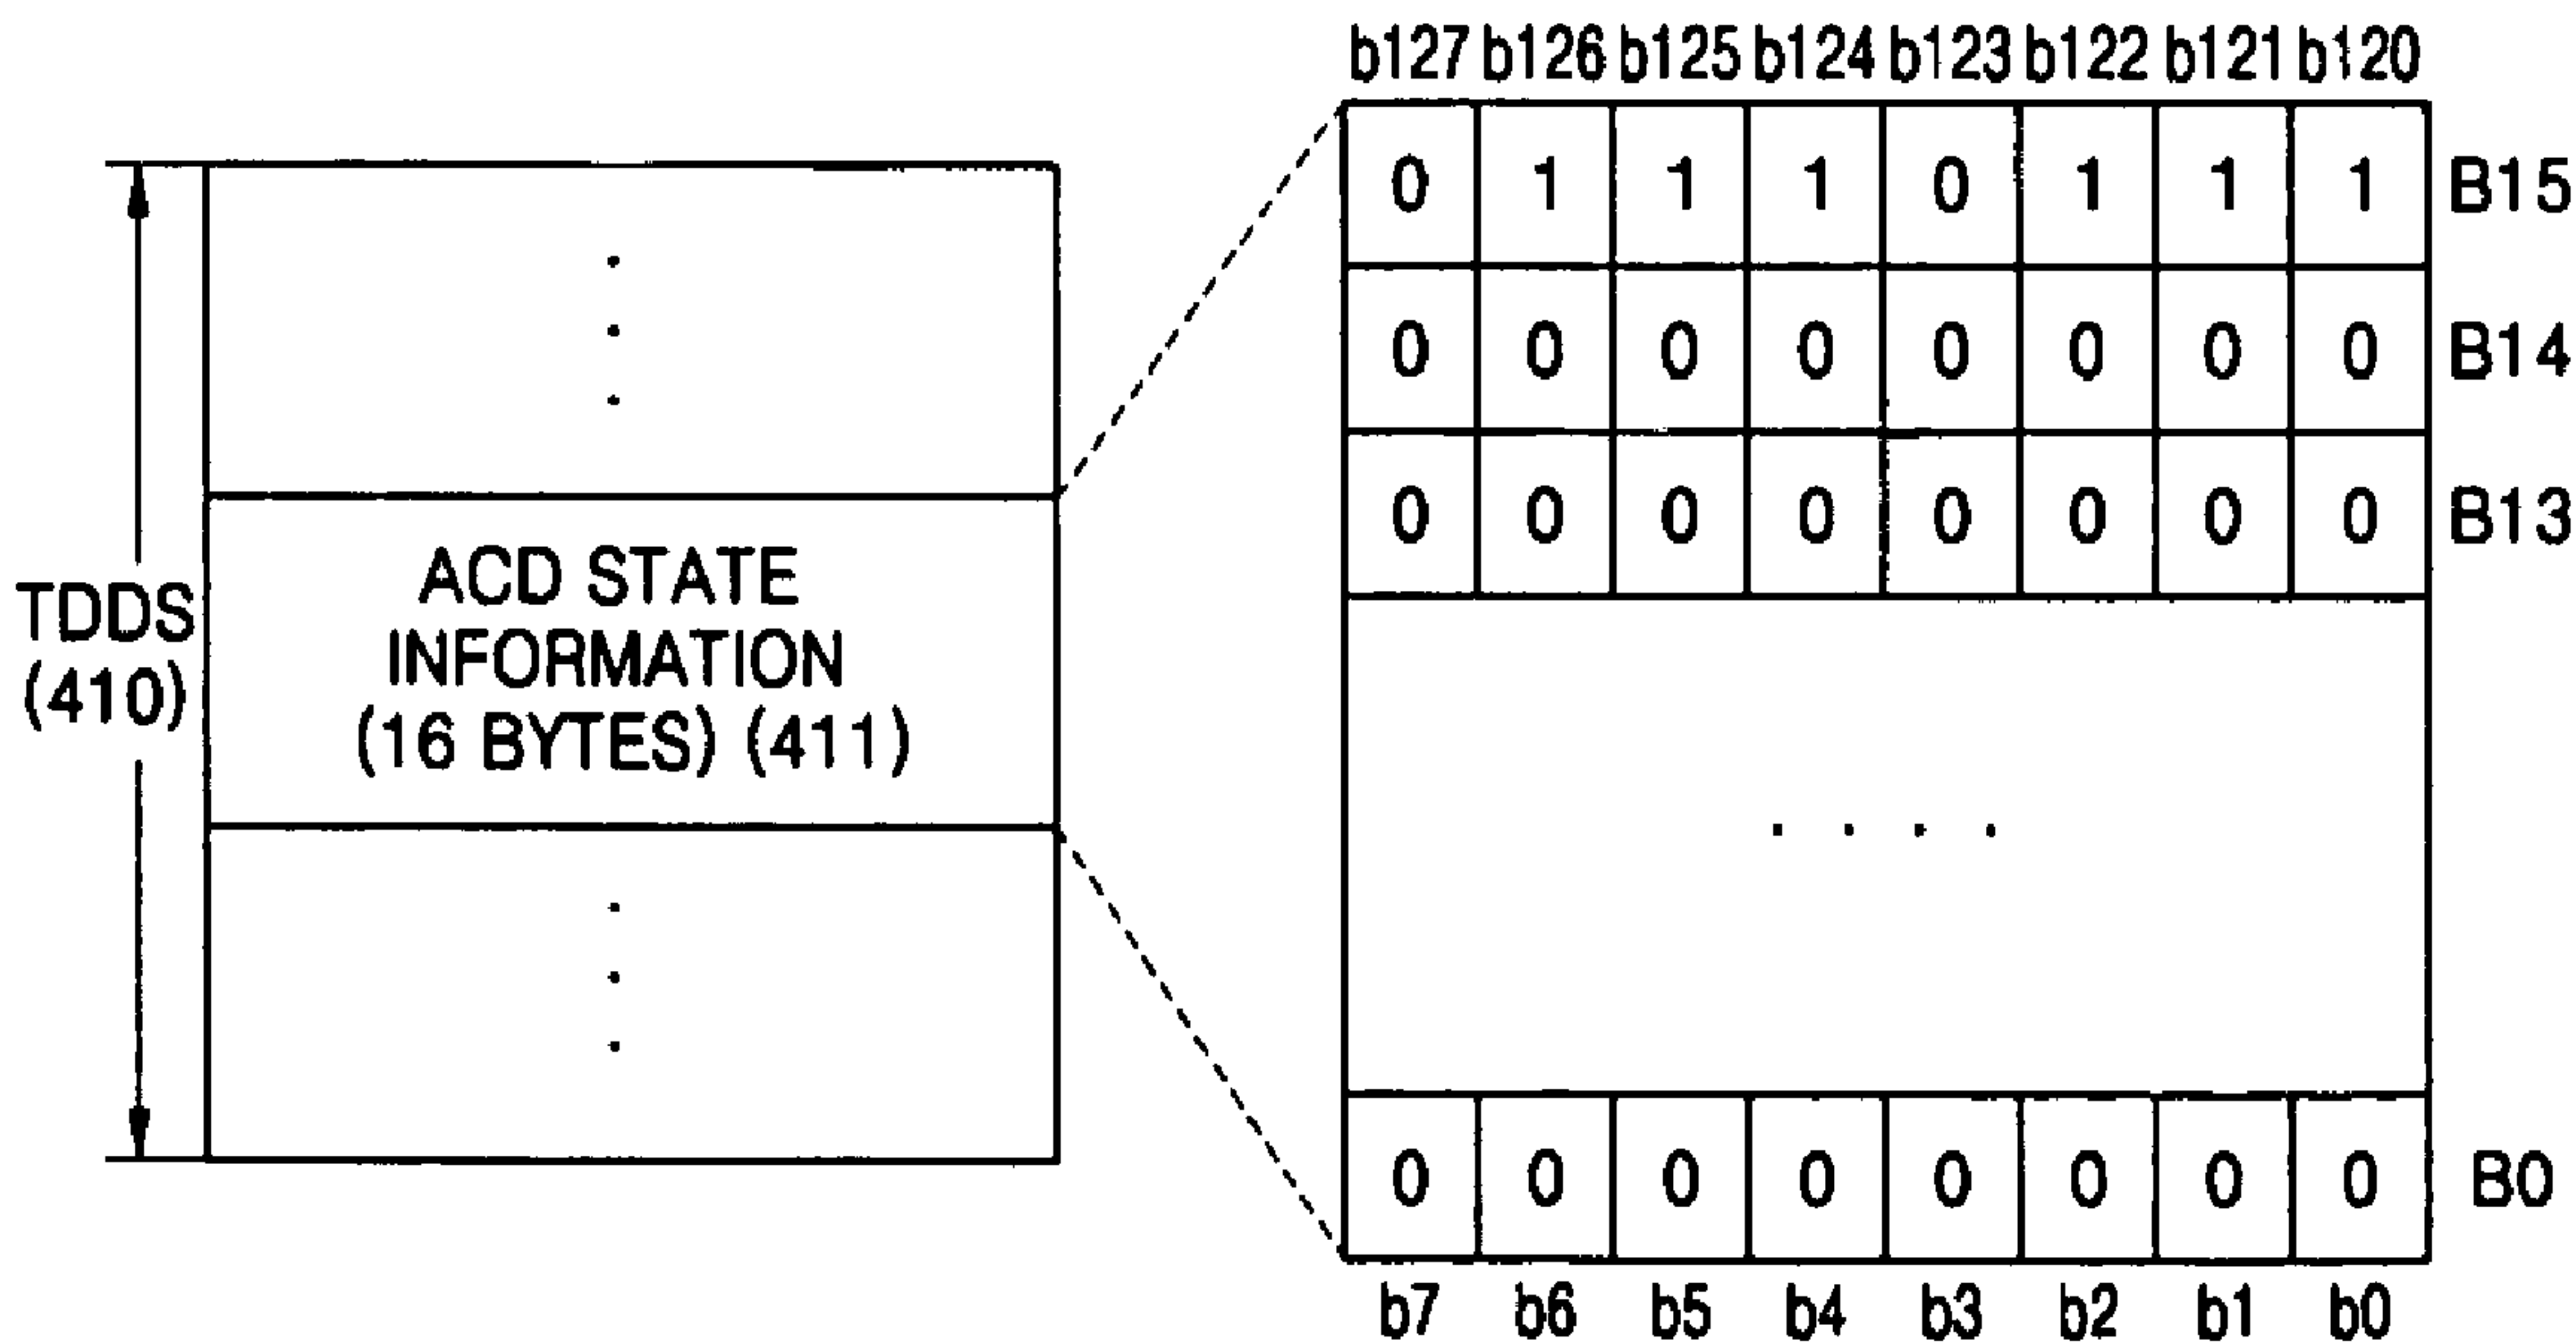 TDDS
(410)
ACD STATE
INFORMATION
(16 BYTES) (411)
b127 b126 b125 b124 b123 b122 b121 b120
0 1 1 1 0 1 1 1 B15
0 0 0 0 0 0 0 0 B14
0 0 0 0 0 0 0 0 B13
0 0 0 0 0 0 0 0 B0
b7 b6 b5 b4 b3 b2 b1 b0